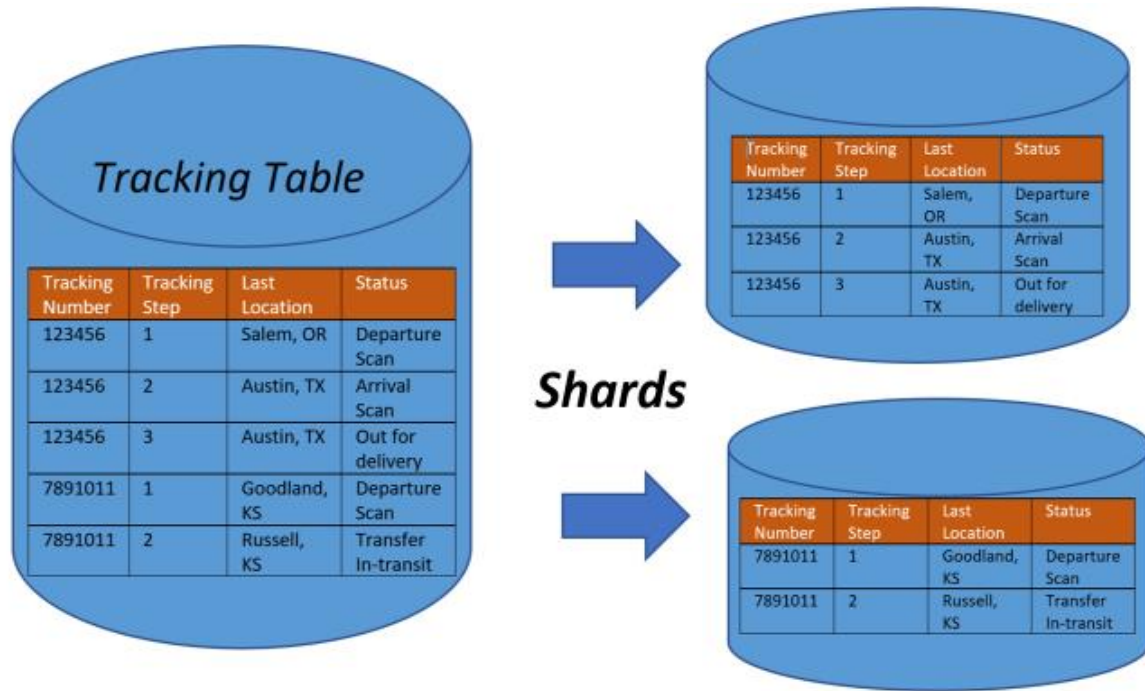 Tracking Table
Tracking Number Tracking Step Last Location Status
123456 1 Salem, OR Departure Scan
123456 2 Austin, TX Arrival Scan
123456 3 Austin, TX Out for delivery
7891011 1 Goodland, KS Departure Scan
7891011 2 Russell, KS Transfer In-transit
Shards
Tracking Number Tracking Step Last Location Status
123456 1 Salem, OR Departure Scan
123456 2 Austin, TX Arrival Scan
123456 3 Austin, TX Out for delivery
Tracking Number Tracking Step Last Location Status
7891011 1 Goodland, KS Departure Scan
7891011 2 Russell, KS Transfer In-transit